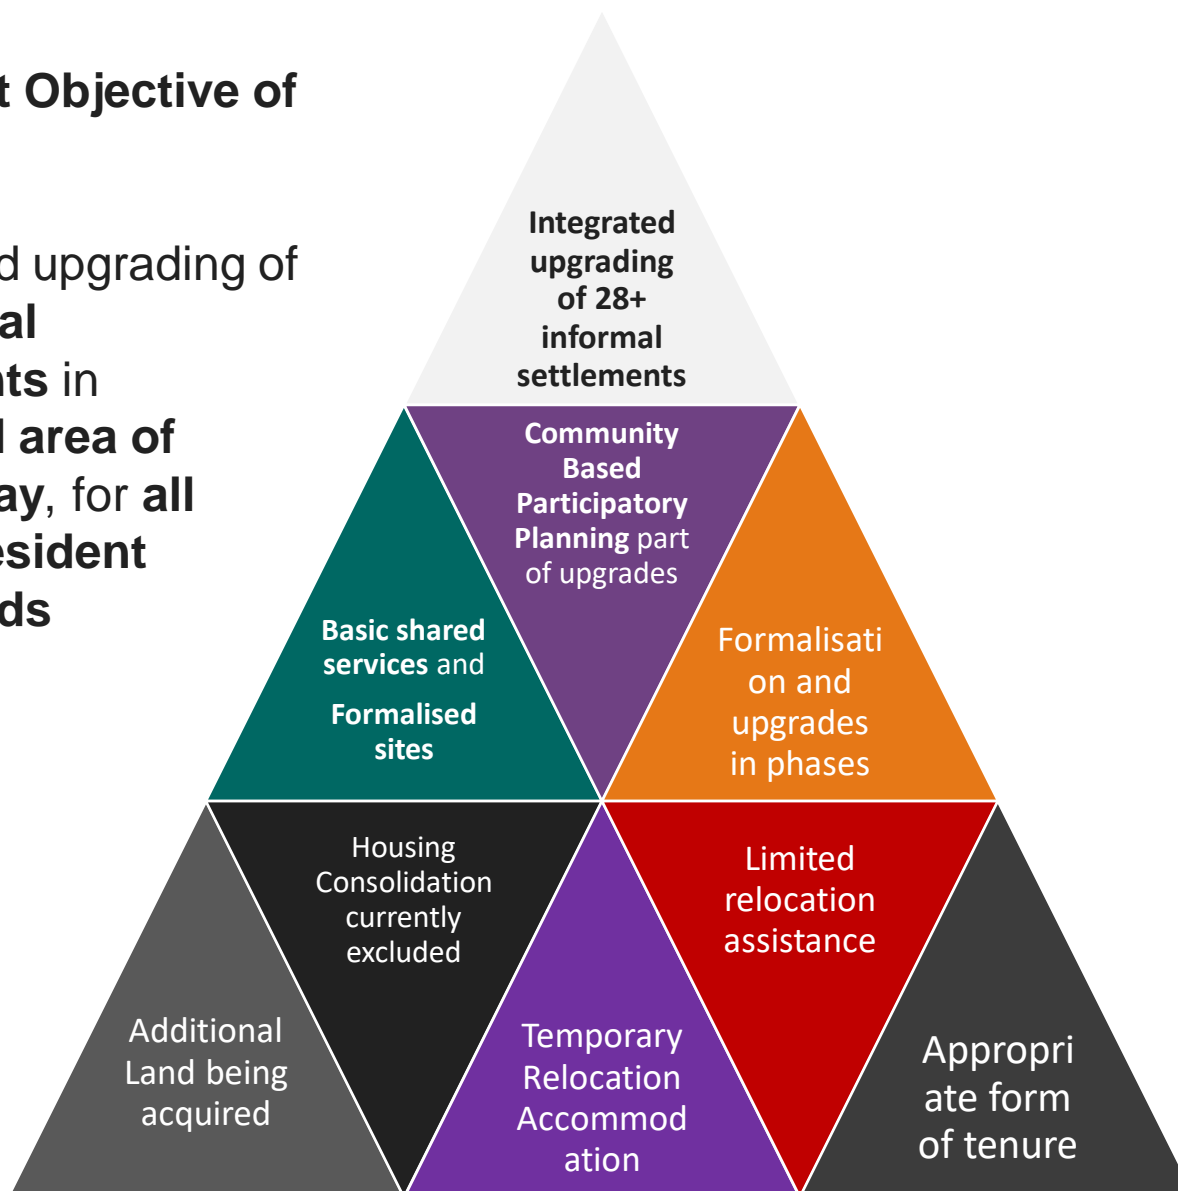 t Objective of
d upgrading of
al
nts in
l area of
ay, for all
esident
ds
Integrated
upgrading
of 28+
informal
settlements
Community
Based
Participatory
Planning part
of upgrades
Basic shared
services and
Formalised
sites
Formalisati
on and
upgrades
in phases
Housing
Consolidation
currently
excluded
Limited
relocation
assistance
Additional
Land being
acquired
Temporary
Relocation
Accommod
ation
Appropri
ate form
of tenure